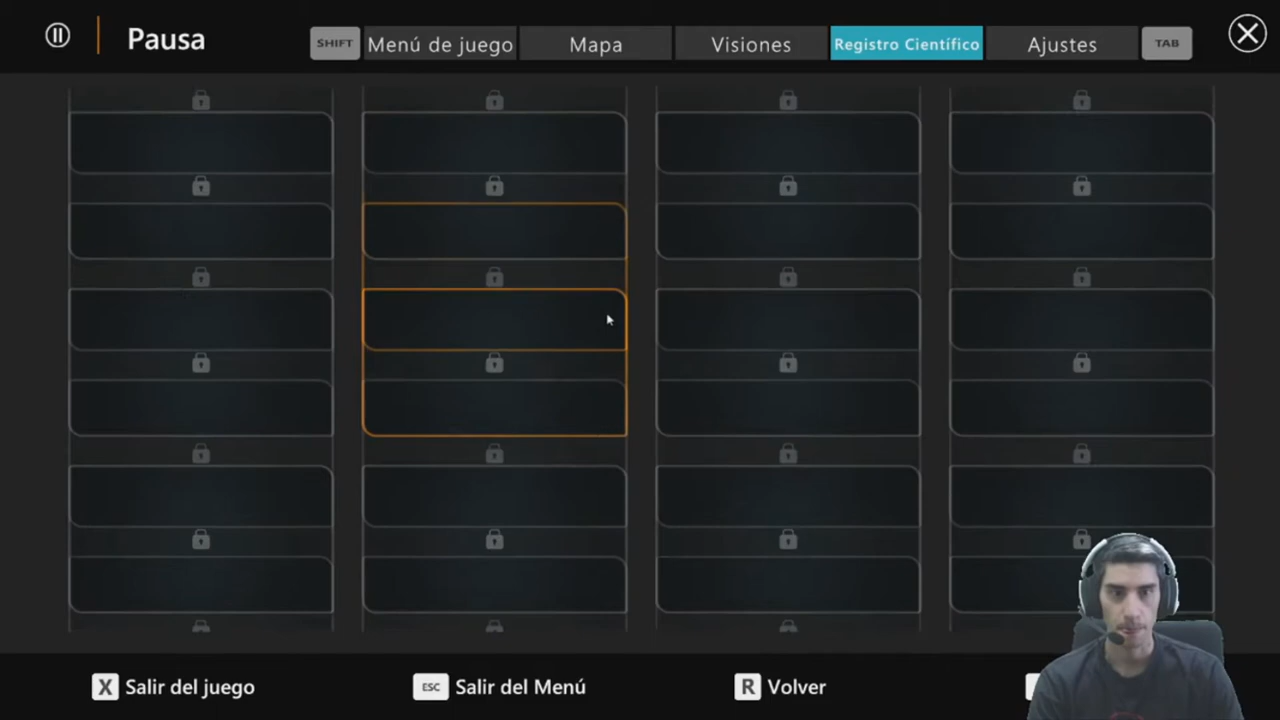 Pausa
SHIFT
Menú de juego
Mapa
Visiones
Registro Científico
Ajustes
TAB
X Salir del juego
ESC Salir del Menú
R Volver